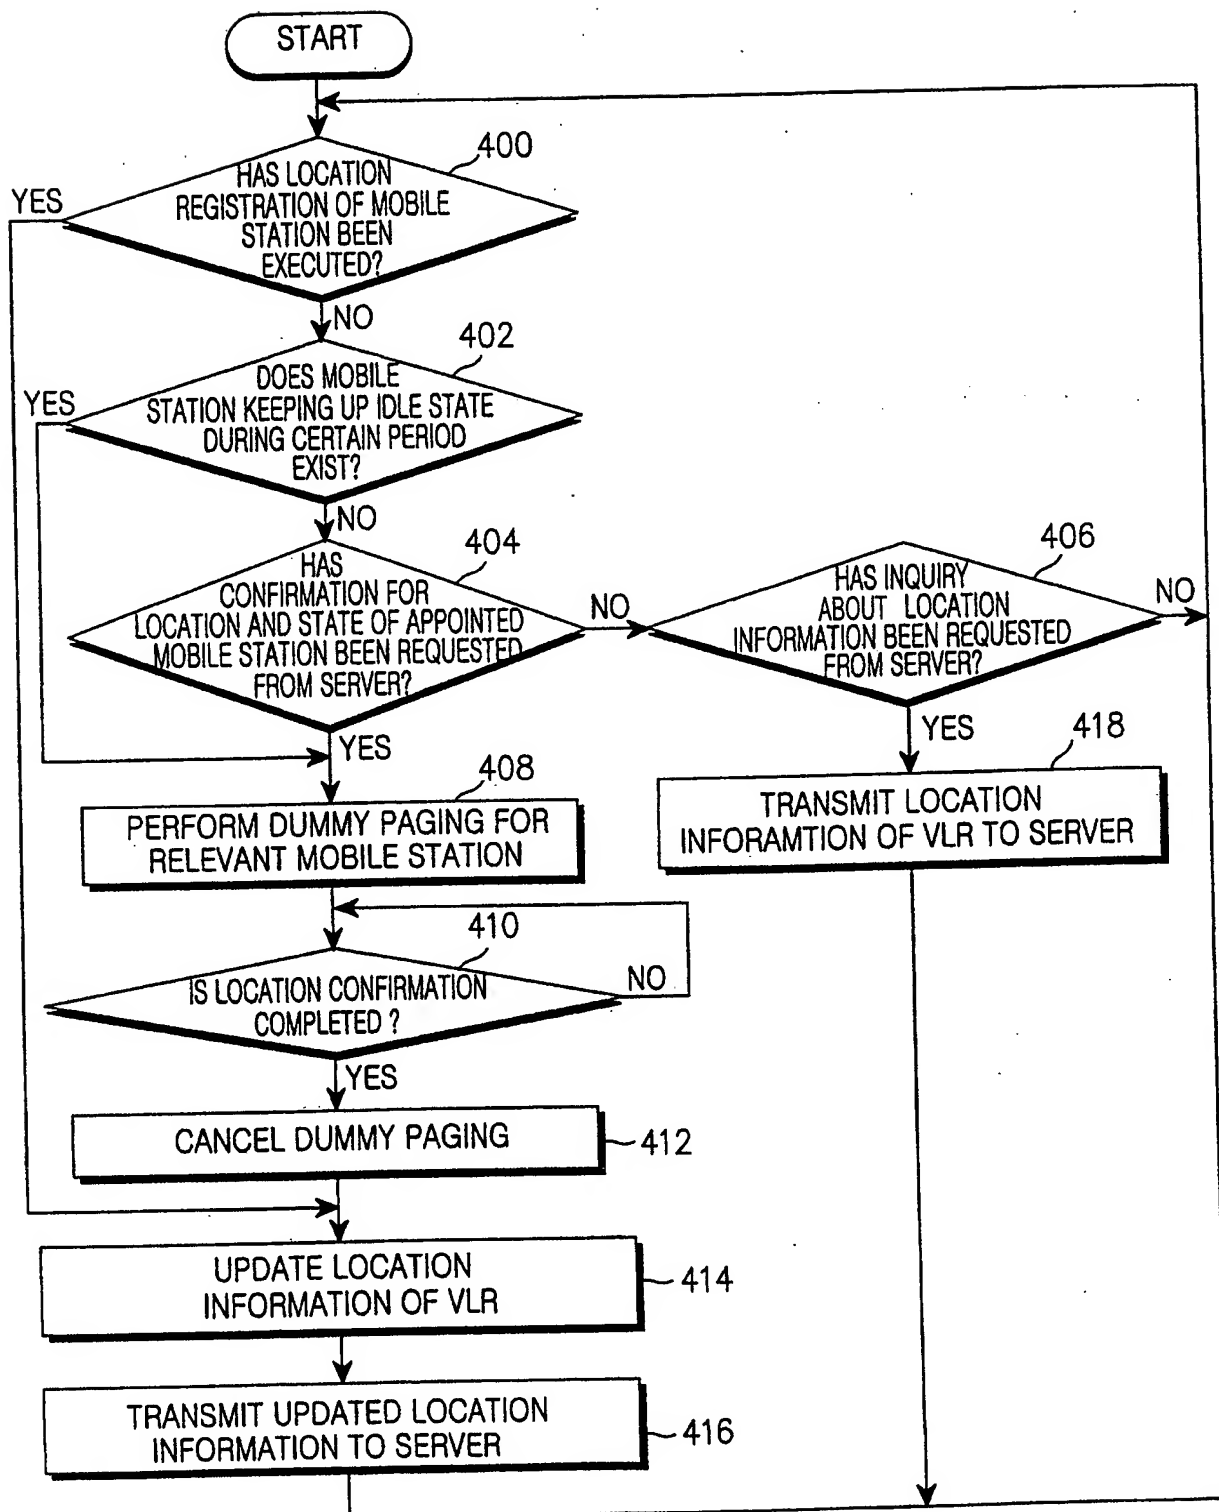 START
400
HAS LOCATION
REGISTRATION OF MOBILE
STATION BEEN
EXECUTED?
YES
NO
402
DOES MOBILE
STATION KEEPING UP IDLE STATE
DURING CERTAIN PERIOD
EXIST?
YES
NO
404
HAS
CONFIRMATION FOR
LOCATION AND STATE OF APPOINTED
MOBILE STATION BEEN REQUESTED
FROM SERVER?
NO
YES
406
HAS INQUIRY
ABOUT LOCATION
INFORMATION BEEN REQUESTED
FROM SERVER?
NO
YES
408
PERFORM DUMMY PAGING FOR
RELEVANT MOBILE STATION
418
TRANSMIT LOCATION
INFORAMTION OF VLR TO SERVER
410
IS LOCATION CONFIRMATION
COMPLETED ?
NO
YES
CANCEL DUMMY PAGING
412
UPDATE LOCATION
INFORMATION OF VLR
414
TRANSMIT UPDATED LOCATION
INFORMATION TO SERVER
416